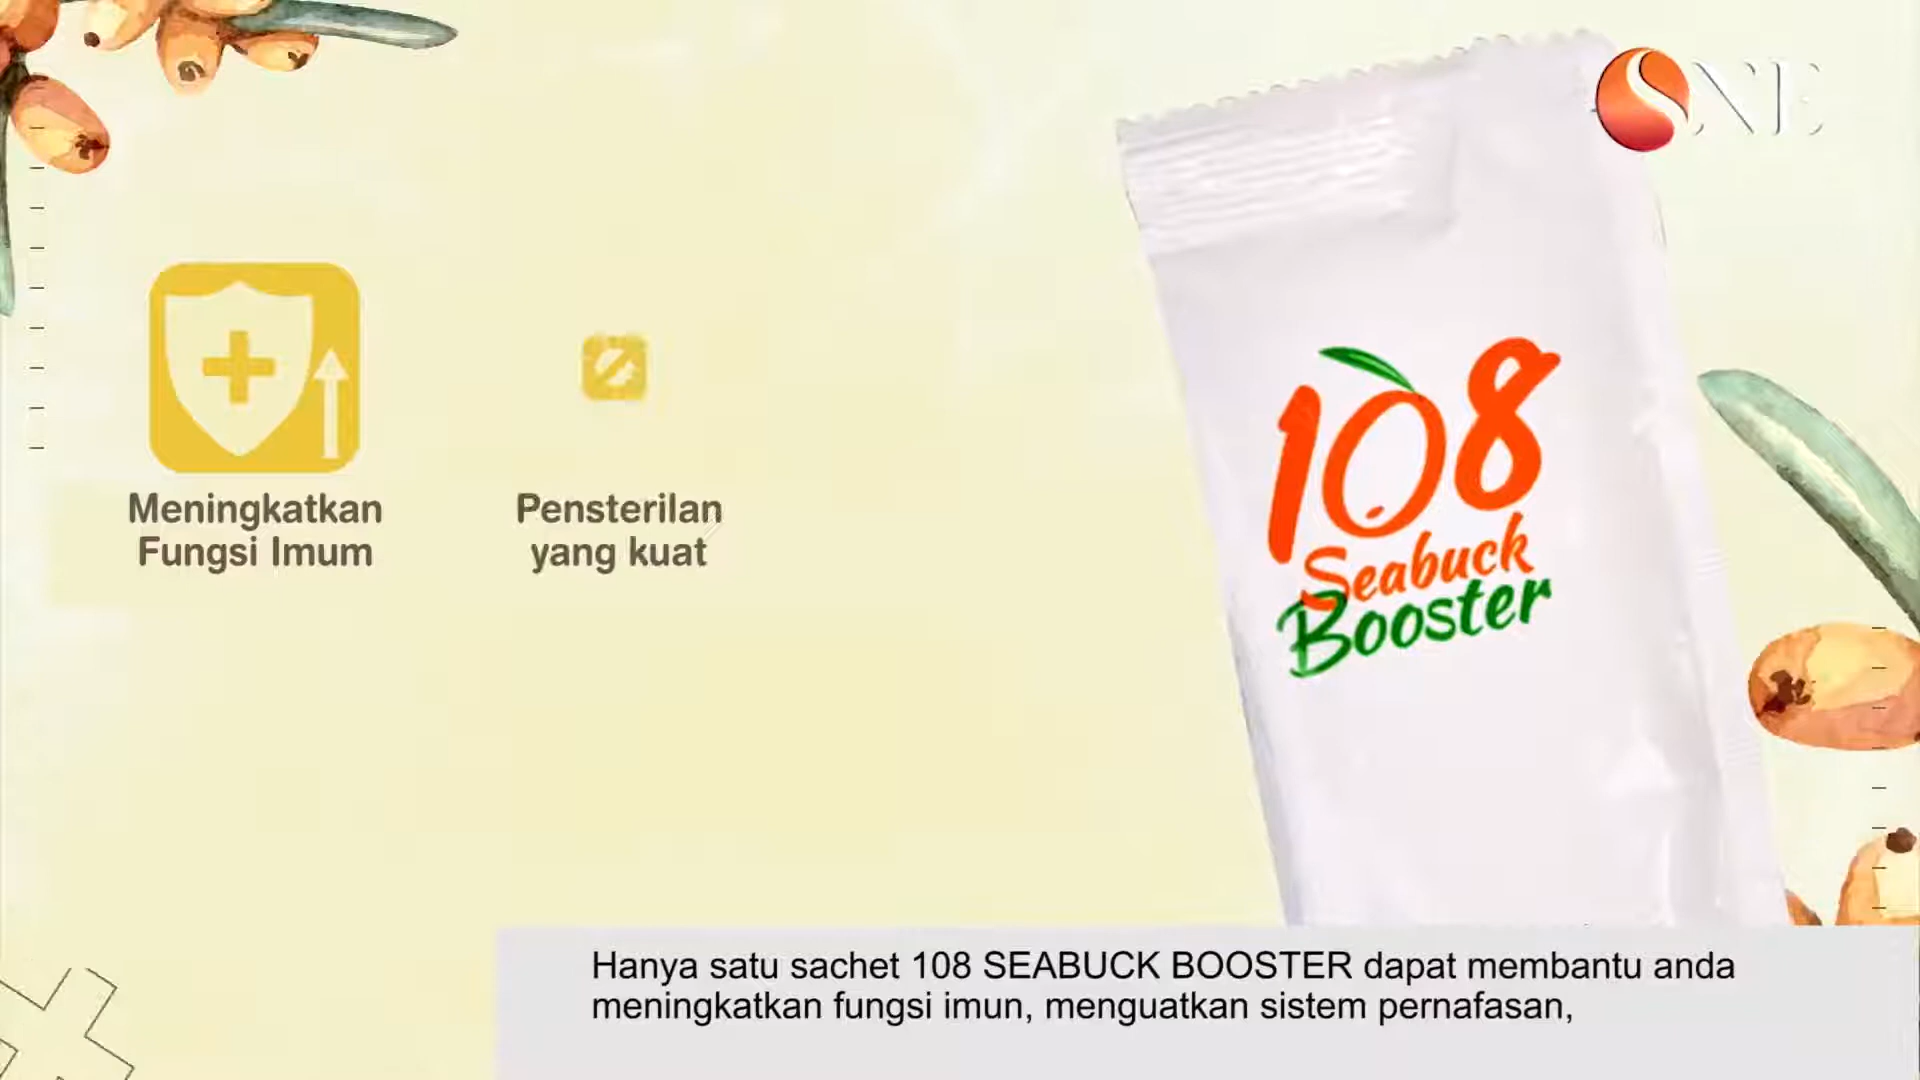 ONE
Meningkatkan
Fungsi Imum
Pensterilan
yang kuat
108
Seabuck
Booster
Hanya satu sachet 108 SEABUCK BOOSTER dapat membantu anda
meningkatkan fungsi imun, menguatkan sistem pernafasan,